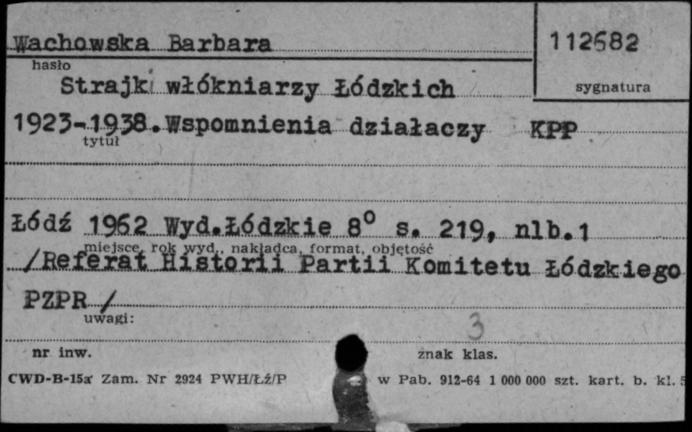 Wachowska Barbara
112682
hasło
sygnatura
Strajki włókniarzy Łódzkich
1923-1938.Wspomnienia działaczy KPP
tytuł
Łódź 1962 Wyd.Łódzkie 8° s. 219, nlb.1
miejsce, rok wyd., nakładca, format, objętość
/Referat Historii Partii Komitetu Łódzkiego
PZPR /
uwagi:
3
nr inw.
znak klas.
CWD-B-15a Zam. Nr 2924 PWH/Łź/P w Pab. 912-64 1 000 000 szt. kart. b. kl. 5